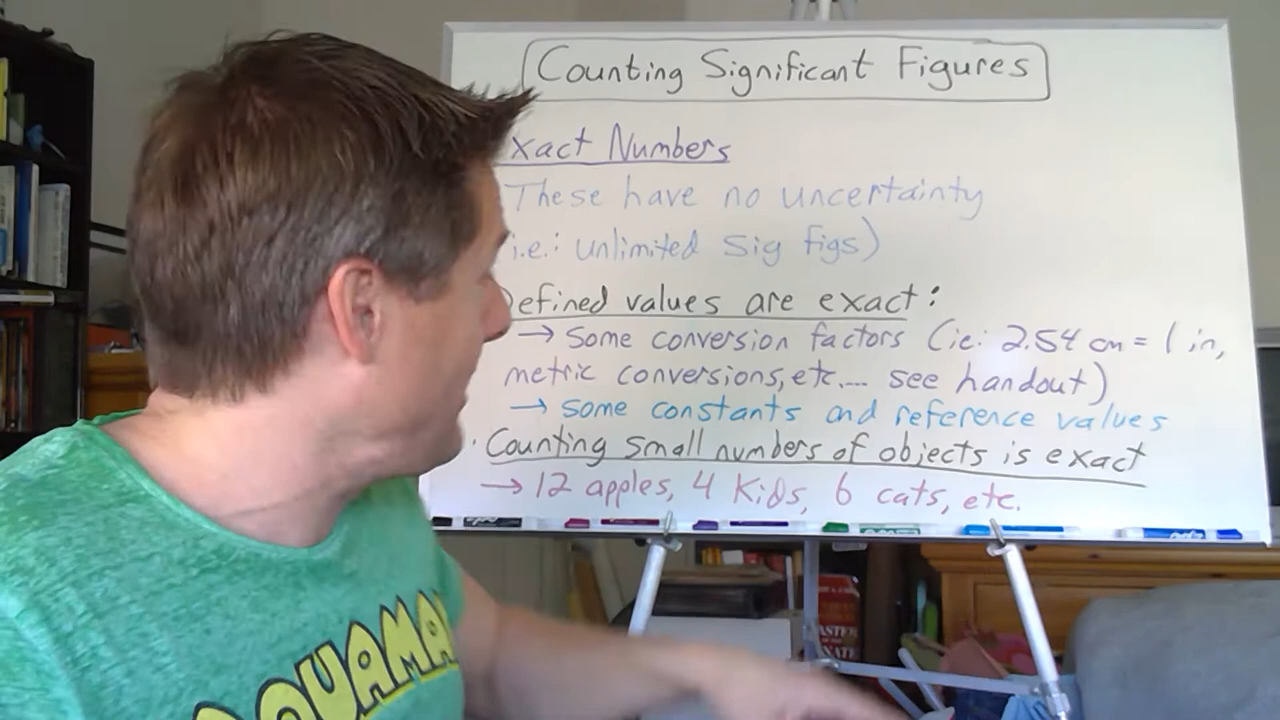 Counting Significant Figures
xact Numbers
These have no uncertainty
i.e.: unlimited sig figs)
Defined values are exact:
→ Some conversion factors (ie: 2.54 cm = 1 in,
metric conversions, etc.... see handout)
→ Some constants and reference values
· Counting small numbers of objects is exact
→ 12 apples, 4 Kids, 6 cats, etc.
QUAMA